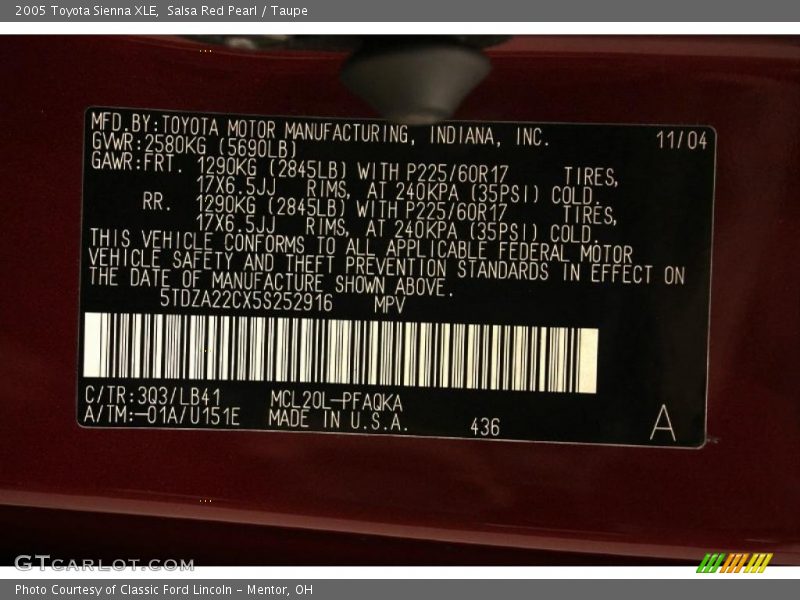 2005 Toyota Sienna XLE,  Salsa Red Pearl / Taupe
MFD.BY:TOYOTA MOTOR MANUFACTURING, INDIANA, INC. 11/04
GVWR:2580KG (5690LB)
GAWR:FRT. 1290KG (2845LB) WITH P225/60R17 TIRES,
17X6.5JJ RIMS, AT 240KPA (35PSI) COLD.
RR. 1290KG (2845LB) WITH P225/60R17 TIRES,
17X6.5JJ RIMS, AT 240KPA (35PSI) COLD.
THIS VEHICLE CONFORMS TO ALL APPLICABLE FEDERAL MOTOR
VEHICLE SAFETY AND THEFT PREVENTION STANDARDS IN EFFECT ON
THE DATE OF MANUFACTURE SHOWN ABOVE.
5TDZA22CX5S252916 MPV
C/TR:3Q3/LB41 MCL20L-PFAQKA
A/TM:-01A/U151E MADE IN U.S.A. 436 A
GTCARLOT.COM
Photo Courtesy of Classic Ford Lincoln - Mentor, OH